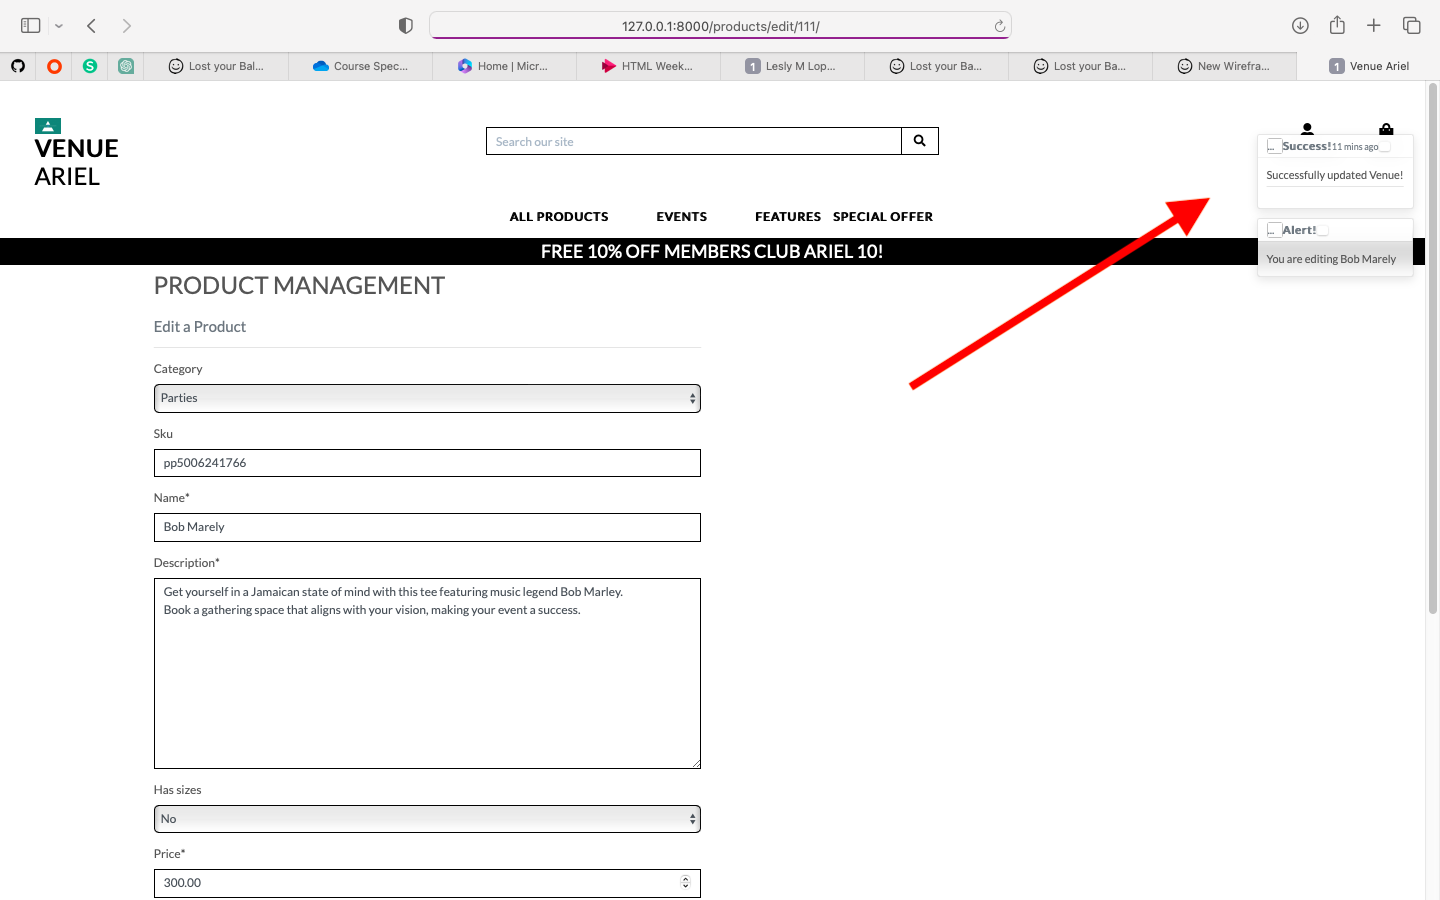 127.0.0.1:8000/products/edit/111/
Lost your Bal...
Course Spec...
Home | Micr...
HTML Week...
1 Lesly M Lop...
Lost your Ba...
Lost your Ba...
New Wirefra...
1 Venue Ariel
VENUE
ARIEL
Search our site
... Success! 11 mins ago
Successfully updated Venue!
ALL PRODUCTS
EVENTS
FEATURES
SPECIAL OFFER
... Alert!
You are editing Bob Marely
FREE 10% OFF MEMBERS CLUB ARIEL 10!
PRODUCT MANAGEMENT
Edit a Product
Category
Parties
Sku
pp5006241766
Name*
Bob Marely
Description*
Get yourself in a Jamaican state of mind with this tee featuring music legend Bob Marley.
Book a gathering space that aligns with your vision, making your event a success.
Has sizes
No
Price*
300.00